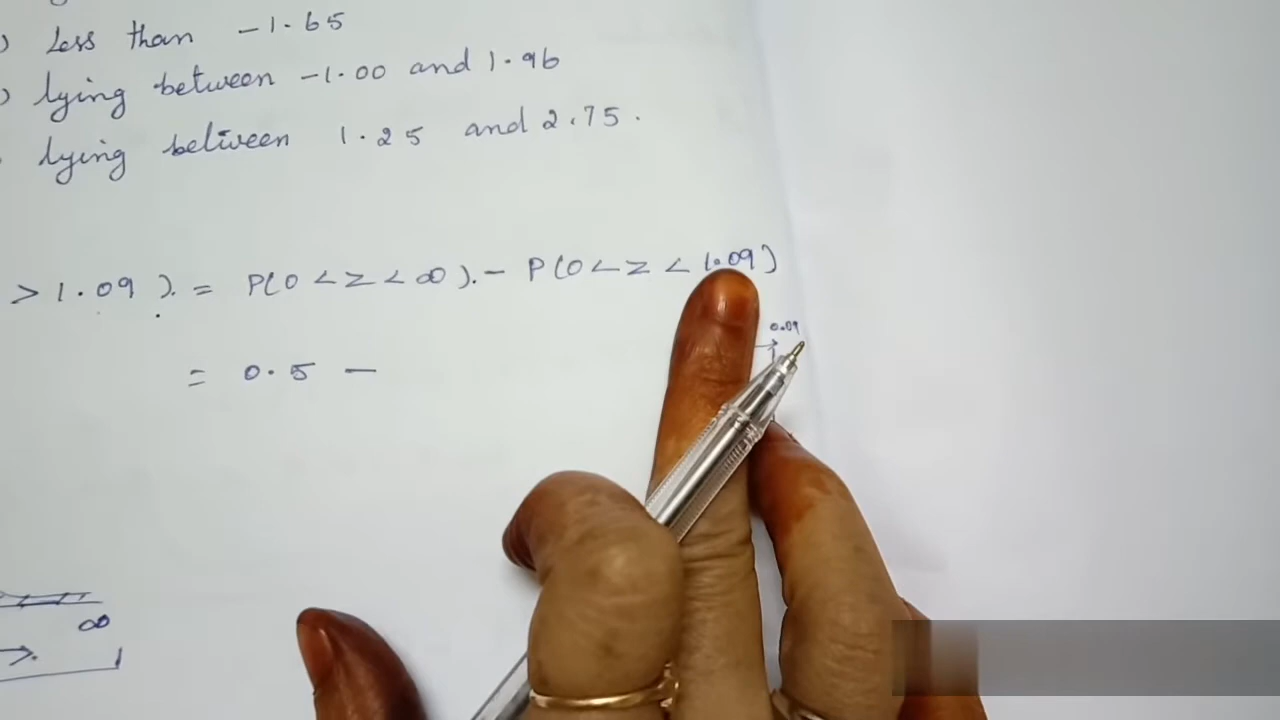 ) Less than -1.65
) lying between -1.00 and 1.96
lying between 1.25 and 2.75.
> 1.09 ). = P(0 < z < ∞). - P(0 < z < 1.09)
0.09
= 0.5 -
∞